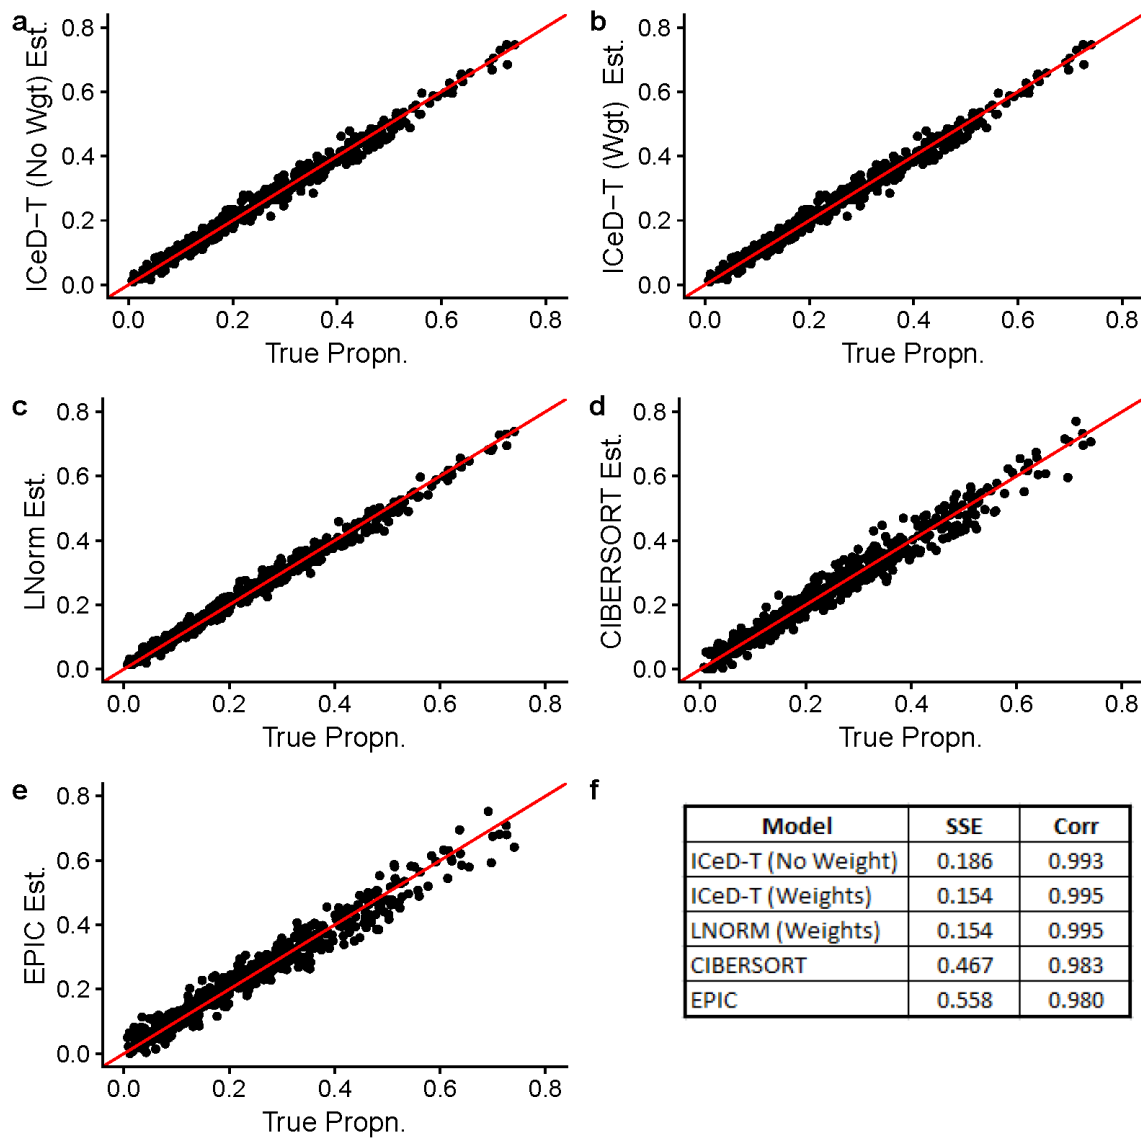 a
b
ICeD−T (No Wgt) Est.
0.8
0.6
0.4
0.2
0.0
0.0 0.2 0.4 0.6 0.8
True Propn.
ICeD−T (Wgt) Est.
0.8
0.6
0.4
0.2
0.0
0.0 0.2 0.4 0.6 0.8
True Propn.
c
d
LNorm Est.
0.8
0.6
0.4
0.2
0.0
0.0 0.2 0.4 0.6 0.8
True Propn.
CIBERSORT Est.
0.8
0.6
0.4
0.2
0.0
0.0 0.2 0.4 0.6 0.8
True Propn.
e
EPIC Est.
0.8
0.6
0.4
0.2
0.0
0.0 0.2 0.4 0.6 0.8
True Propn.
f
Model SSE Corr
ICeD-T (No Weight) 0.186 0.993
ICeD-T (Weights) 0.154 0.995
LNORM (Weights) 0.154 0.995
CIBERSORT 0.467 0.983
EPIC 0.558 0.980